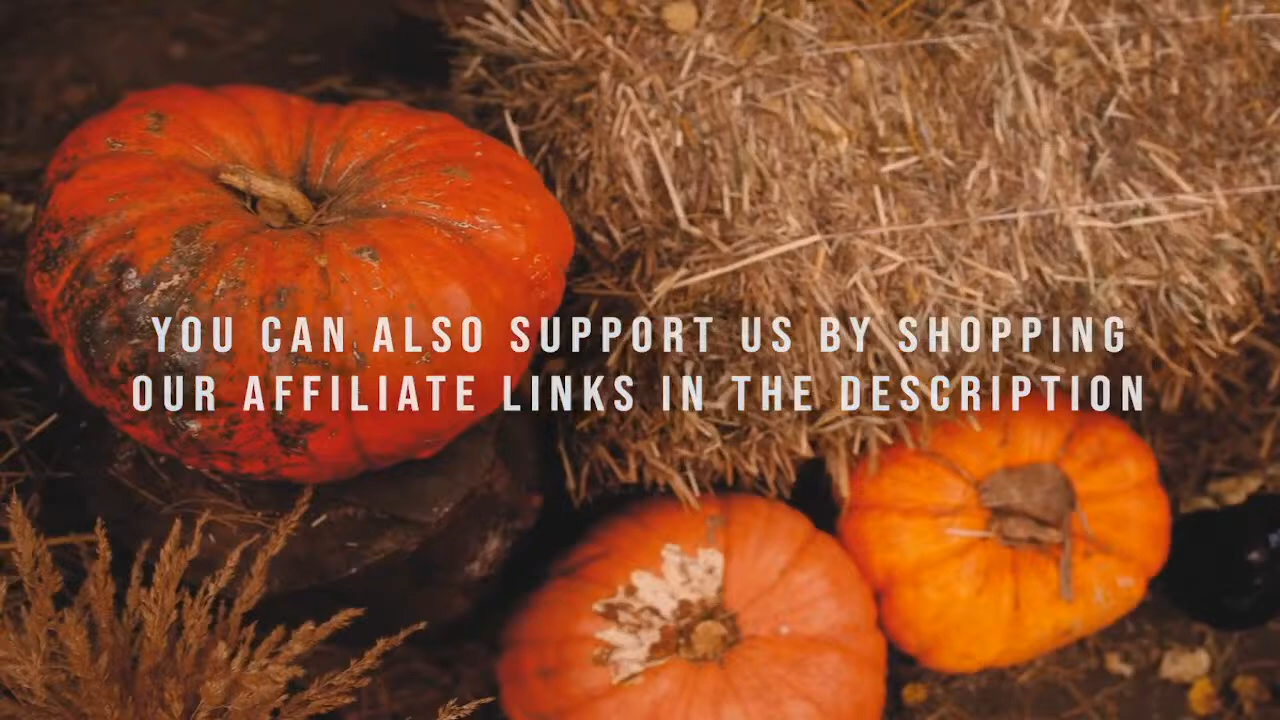 YOU CAN ALSO SUPPORT US BY SHOPPING
OUR AFFILIATE LINKS IN THE DESCRIPTION